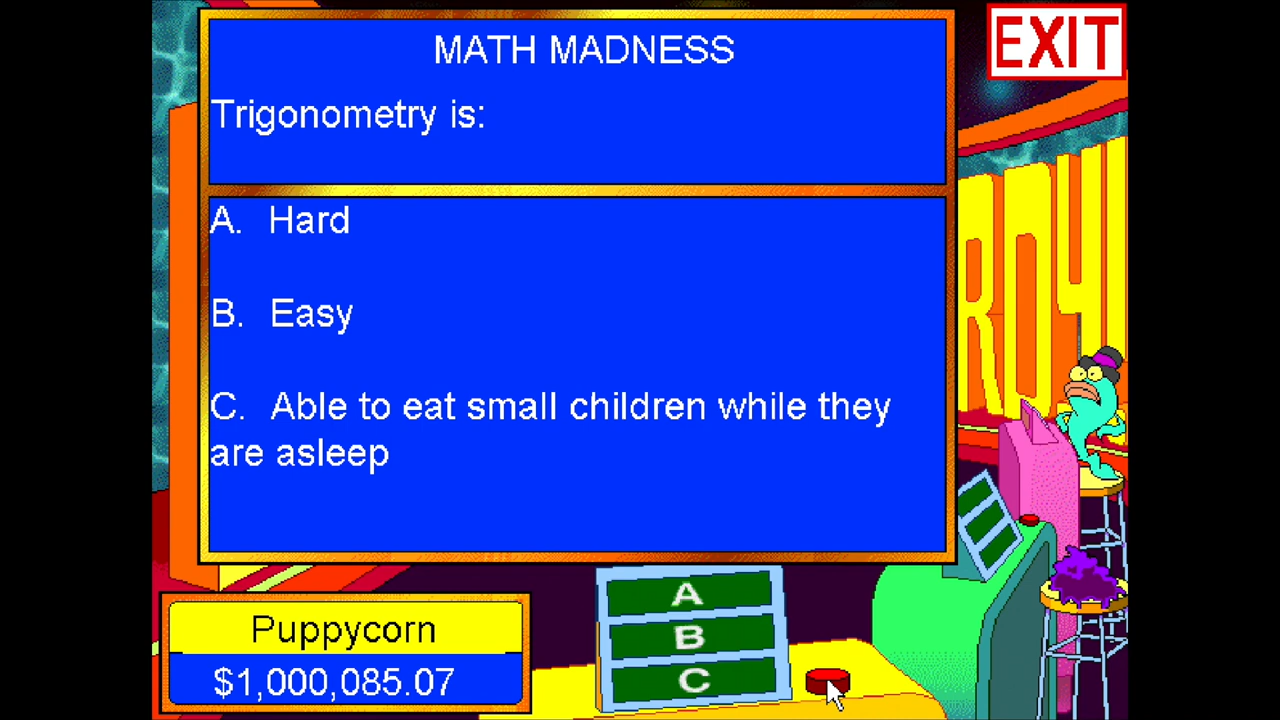 MATH MADNESS
EXIT
Trigonometry is:
A. Hard
B. Easy
C. Able to eat small children while they
are asleep
RDY
A
B
C
Puppycorn
$1,000,085.07